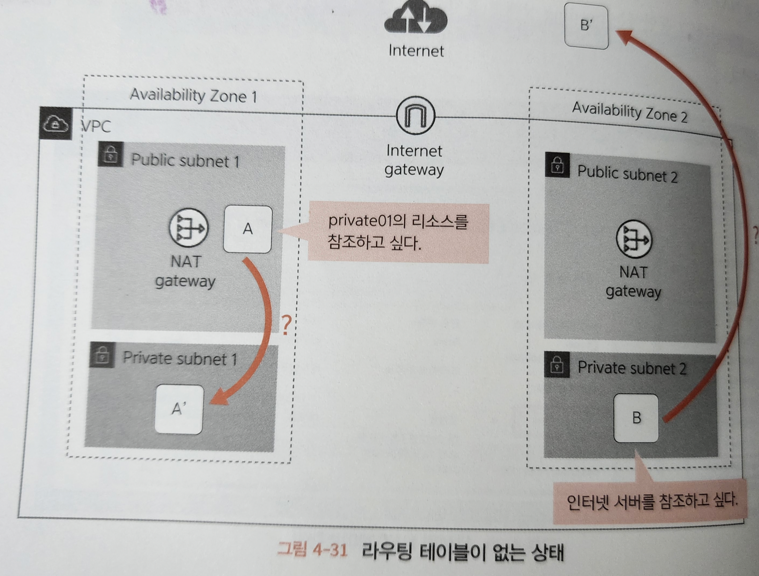 B'
Internet
Availability Zone 1
Availability Zone 2
VPC
Internet
gateway
Public subnet 1
Public subnet 2
A
private01의 리소스를
참조하고 싶다.
NAT
gateway
NAT
gateway
?
?
Private subnet 1
Private subnet 2
A'
B
인터넷 서버를 참조하고 싶다.
그림 4-31 라우팅 테이블이 없는 상태